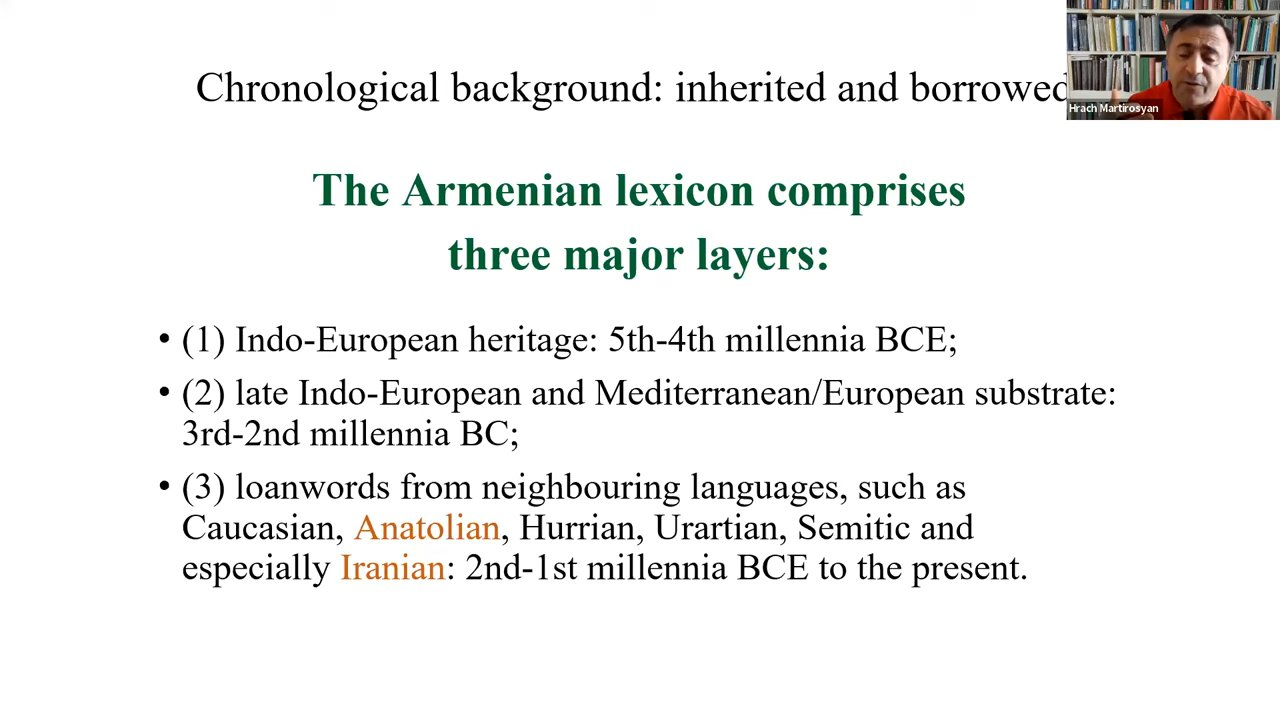 Chronological background: inherited and borrowed
Hrach Martirosyan
The Armenian lexicon comprises
three major layers:
• (1) Indo-European heritage: 5th-4th millennia BCE;
• (2) late Indo-European and Mediterranean/European substrate:
3rd-2nd millennia BC;
• (3) loanwords from neighbouring languages, such as
Caucasian, Anatolian, Hurrian, Urartian, Semitic and
especially Iranian: 2nd-1st millennia BCE to the present.